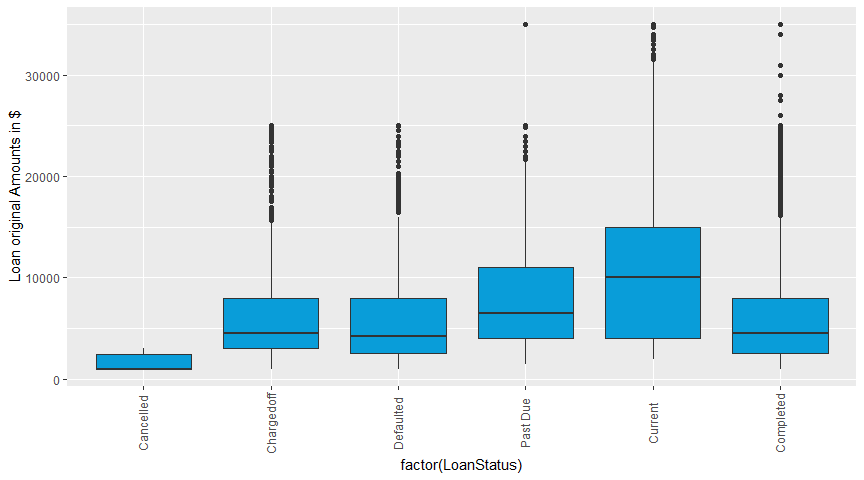 Loan original Amounts in $
30000
20000
10000
0
Cancelled
Chargedoff
Defaulted
Past Due
Current
Completed
factor(LoanStatus)